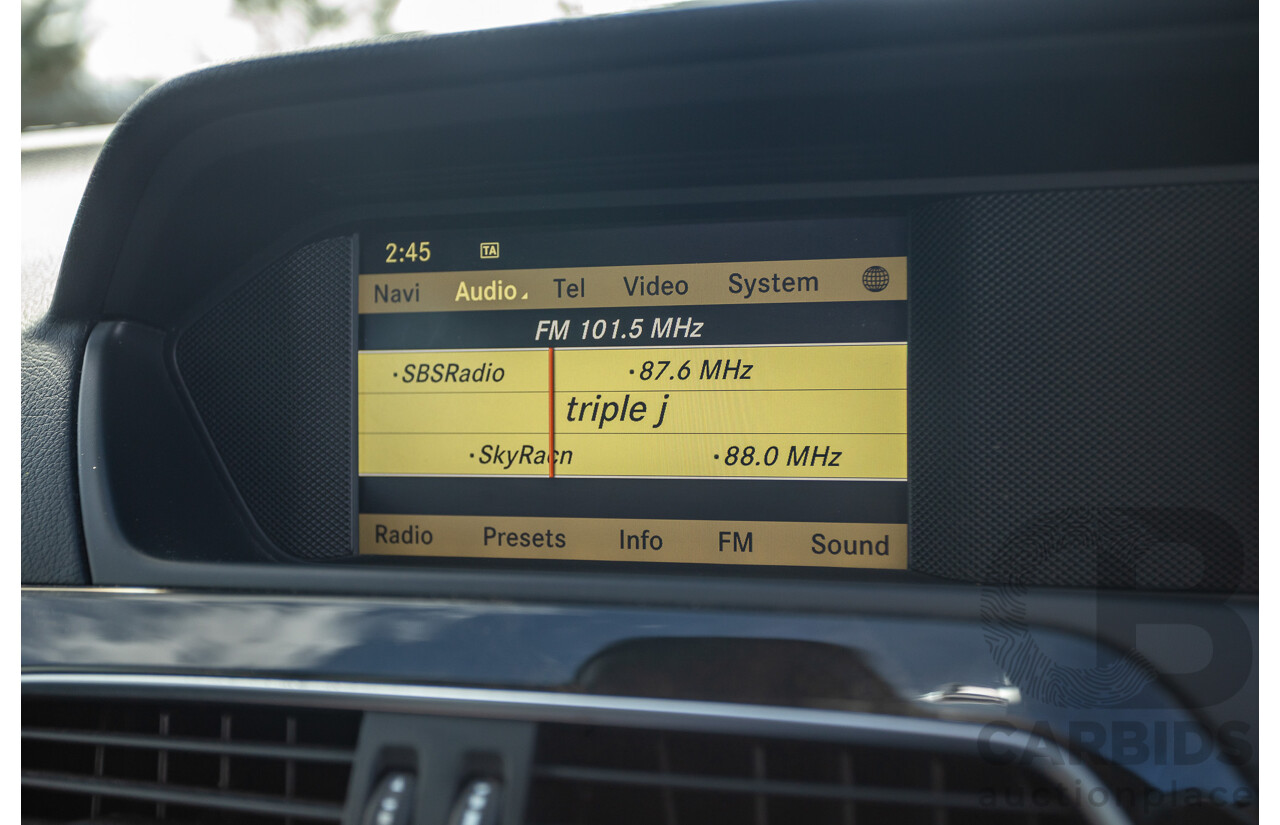 2:45 TA
Navi Audio Tel Video System
FM 101.5 MHz
·SBSRadio ·87.6 MHz
triple j
·SkyRacn ·88.0 MHz
Radio Presets Info FM Sound
CB
CARBIDS
auctionplace